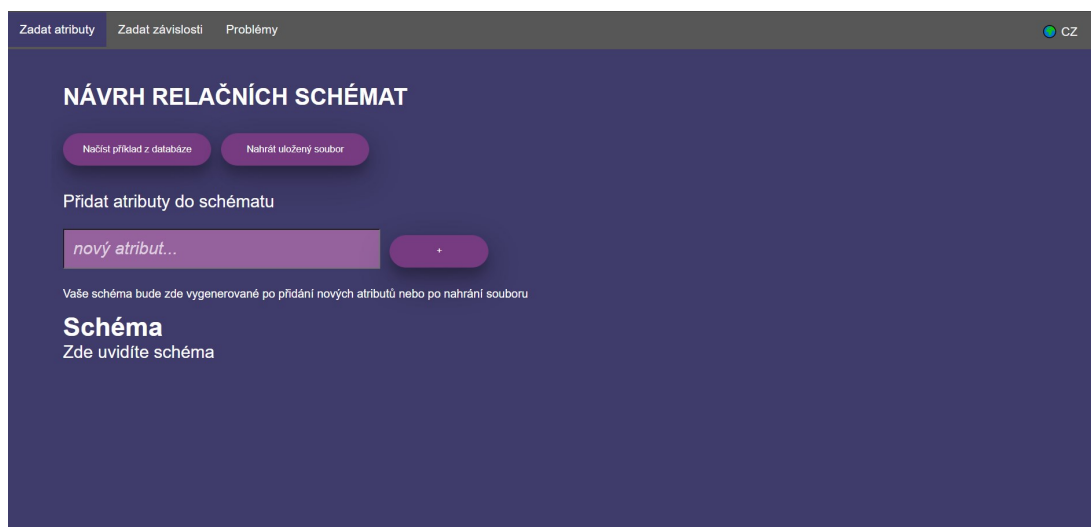 Zadat atributy Zadat závislosti Problémy CZ
NÁVRH RELAČNÍCH SCHÉMAT
Načíst příklad z databáze Nahrát uložený soubor
Přidat atributy do schématu
nový atribut... +
Vaše schéma bude zde vygenerované po přidání nových atributů nebo po nahrání souboru
Schéma
Zde uvidíte schéma